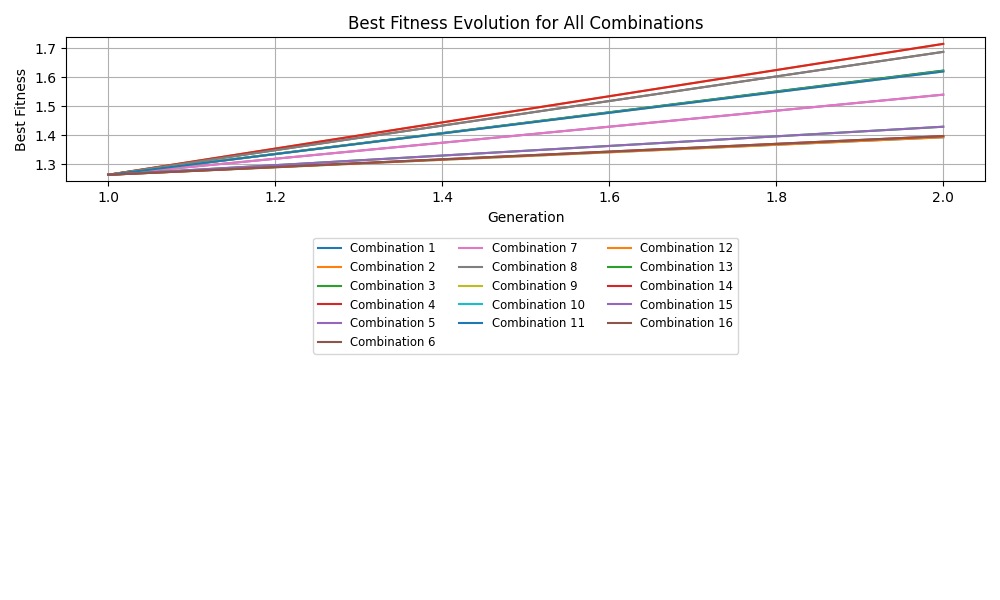 Best Fitness Evolution for All Combinations
1.7
1.6
1.5
1.4
1.3
Best Fitness
1.0 1.2 1.4 1.6 1.8 2.0
Generation
Combination 1
Combination 2
Combination 3
Combination 4
Combination 5
Combination 6
Combination 7
Combination 8
Combination 9
Combination 10
Combination 11
Combination 12
Combination 13
Combination 14
Combination 15
Combination 16